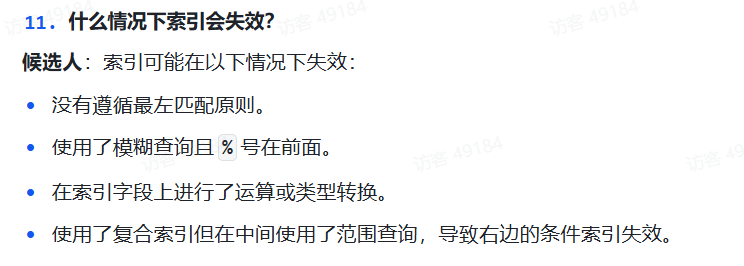 11. 什么情况下索引会失效？
候选人：索引可能在以下情况下失效：
• 没有遵循最左匹配原则。
• 使用了模糊查询且 % 号在前面。
• 在索引字段上进行了运算或类型转换。
• 使用了复合索引但在中间使用了范围查询，导致右边的条件索引失效。
访客 49184
访客 49184
访客 49184